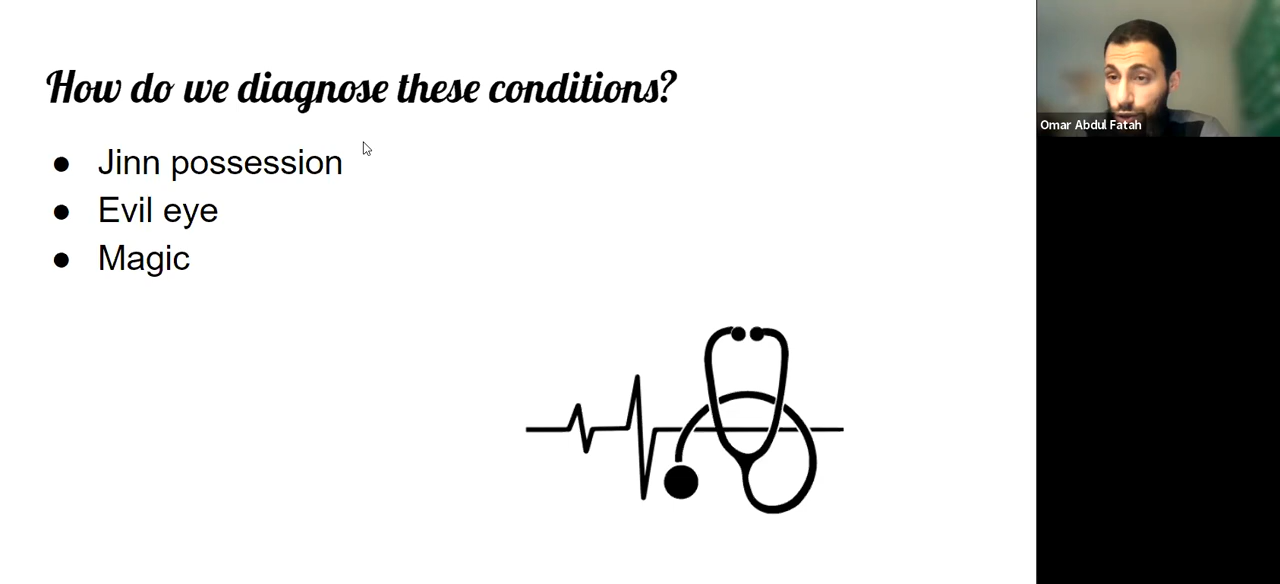 How do we diagnose these conditions?
● Jinn possession
● Evil eye
● Magic
Omar Abdul Fatah